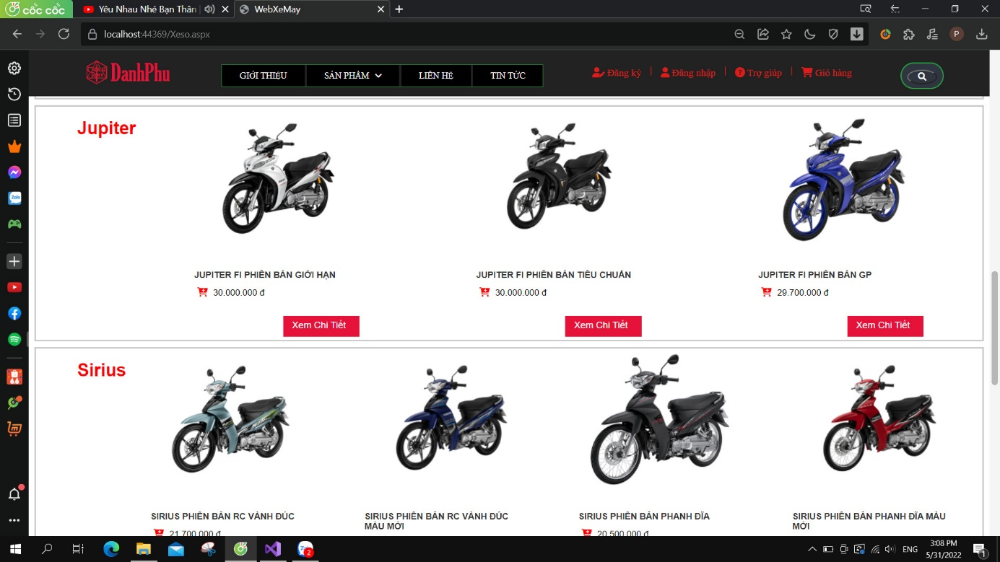 cốc cốc
Yêu Nhau Nhé Bạn Thân
WebXeMay
localhost:44369/Xeso.aspx
P
DanhPhu
GIỚI THIỆU
SẢN PHẨM
LIÊN HỆ
TIN TỨC
Đăng ký
Đăng nhập
Trợ giúp
Giỏ hàng
Zalo
Jupiter
JUPITER FI PHIÊN BẢN GIỚI HẠN
JUPITER FI PHIÊN BẢN TIÊU CHUẨN
JUPITER FI PHIÊN BẢN GP
30.000.000 đ
30.000.000 đ
29.700.000 đ
Xem Chi Tiết
Xem Chi Tiết
Xem Chi Tiết
Sirius
SIRIUS PHIÊN BẢN RC VÀNH ĐÚC
SIRIUS PHIÊN BẢN RC VÀNH ĐÚC
MÀU MỚI
SIRIUS PHIÊN BẢN PHANH ĐĨA
SIRIUS PHIÊN BẢN PHANH ĐĨA MÀU
MỚI
21.700.000 đ
20.500.000 đ
2
ENG
3:08 PM
5/31/2022
1